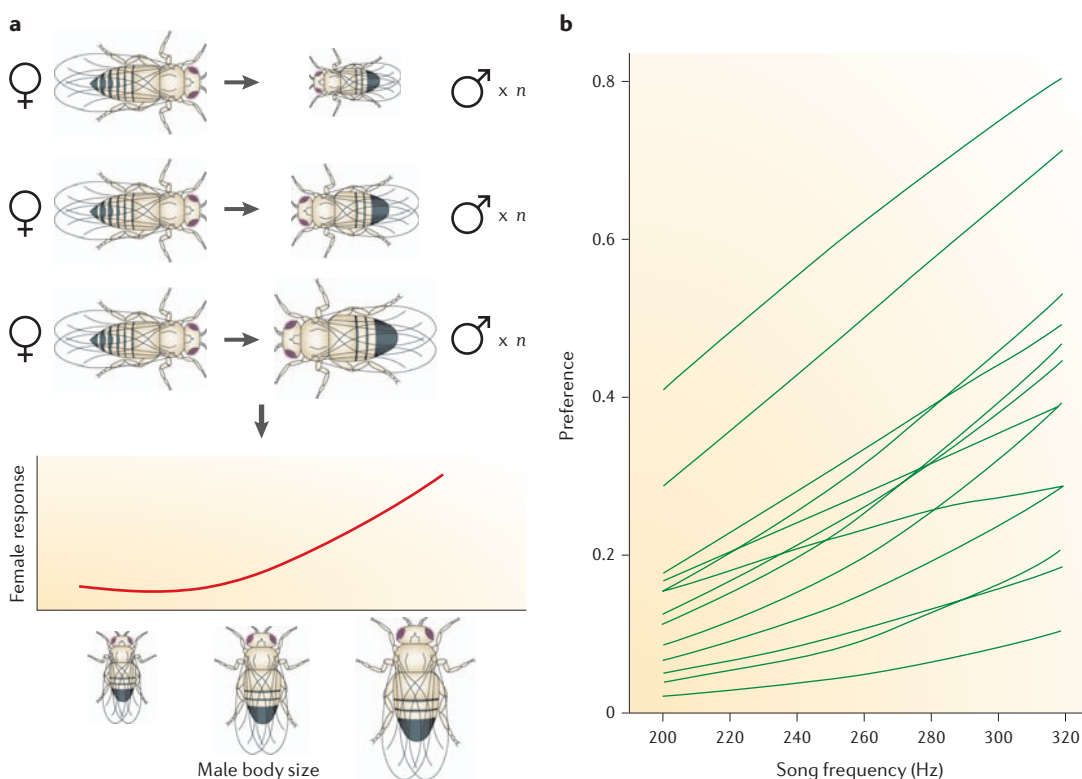 a
♀
♂ x n
♀
♂ x n
♀
♂ x n
Female response
Male body size
b
Preference
0.8
0.6
0.4
0.2
0
200 220 240 260 280 300 320
Song frequency (Hz)